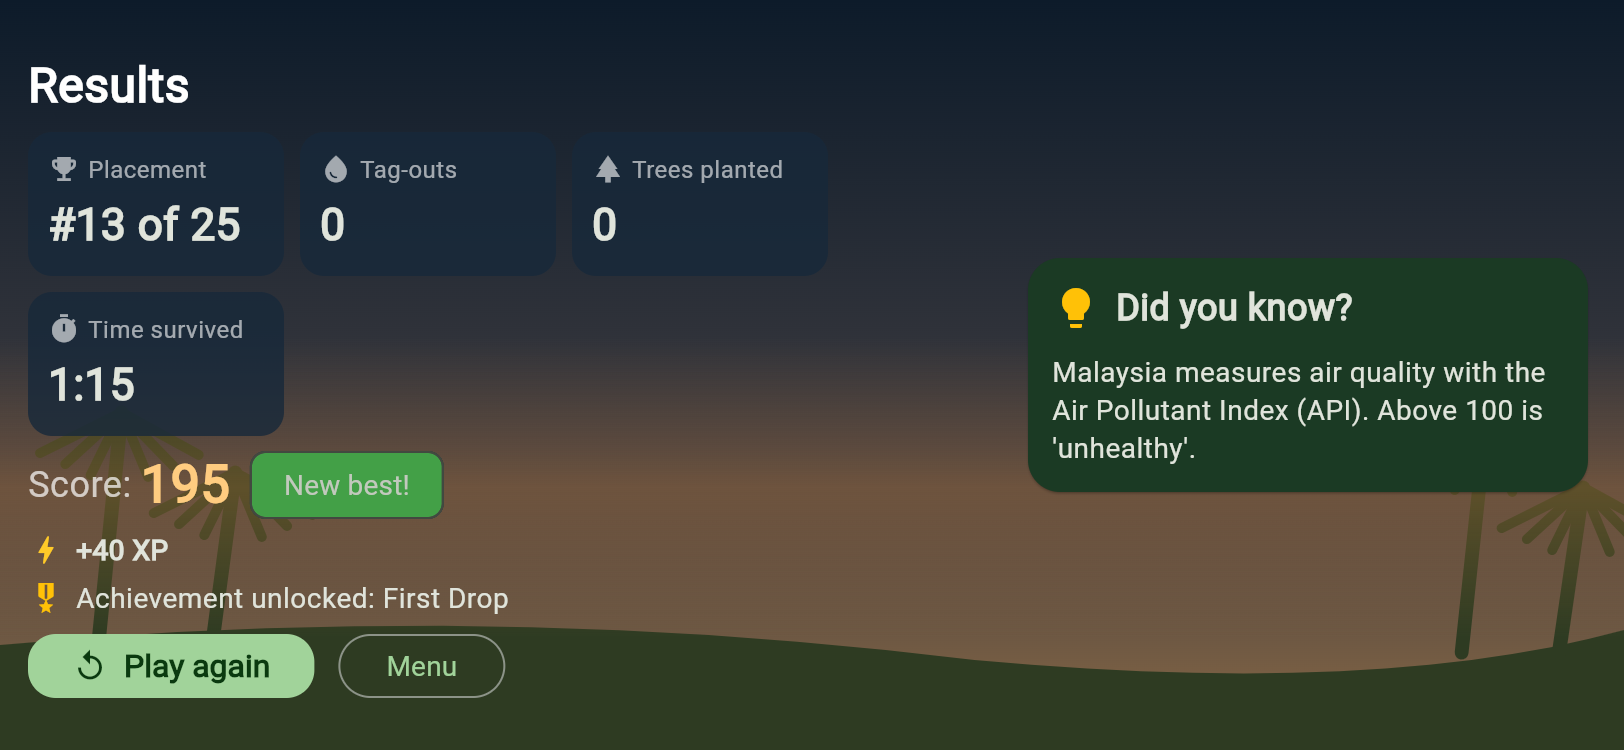 Results
Placement
#13 of 25
Tag-outs
0
Trees planted
0
Time survived
1:15
Score: 195
New best!
+40 XP
Achievement unlocked: First Drop
Play again
Menu
Did you know?
Malaysia measures air quality with the
Air Pollutant Index (API). Above 100 is
'unhealthy'.